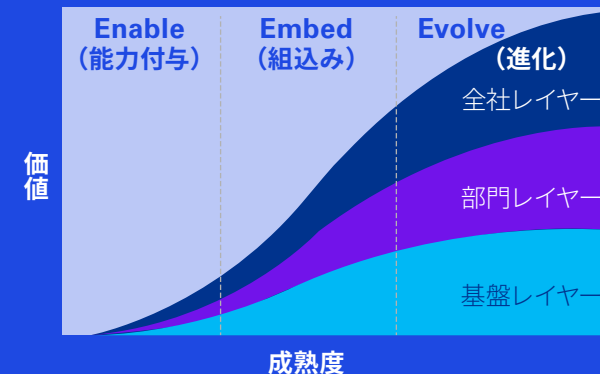 Enable
（能力付与）
Embed
（組込み）
Evolve
（進化）
全社レイヤー
部門レイヤー
基盤レイヤー
価値
成熟度